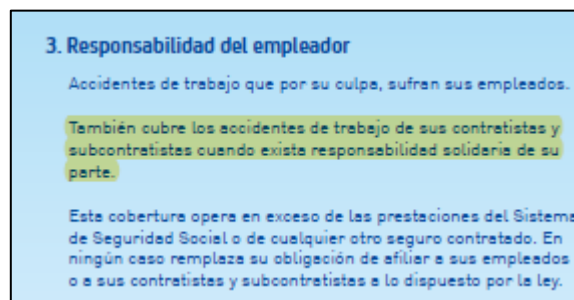 3. Responsabilidad del empleador
Accidentes de trabajo que por su culpa, sufran sus empleados.
También cubre los accidentes de trabajo de sus contratistas y
subcontratistas cuando exista responsabilidad solidaria de su
parte.
Esta cobertura opera en exceso de las prestaciones del Sistema
de Seguridad Social o de cualquier otro seguro contratado. En
ningún caso remplaza su obligación de afiliar a sus empleados
o a sus contratistas y subcontratistas a lo dispuesto por la ley.